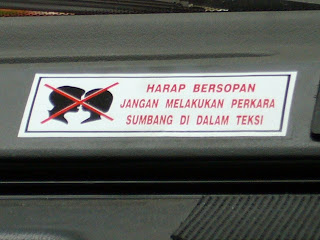 HARAP BERSOPAN
JANGAN MELAKUKAN PERKARA
SUMBANG DI DALAM TEKSI